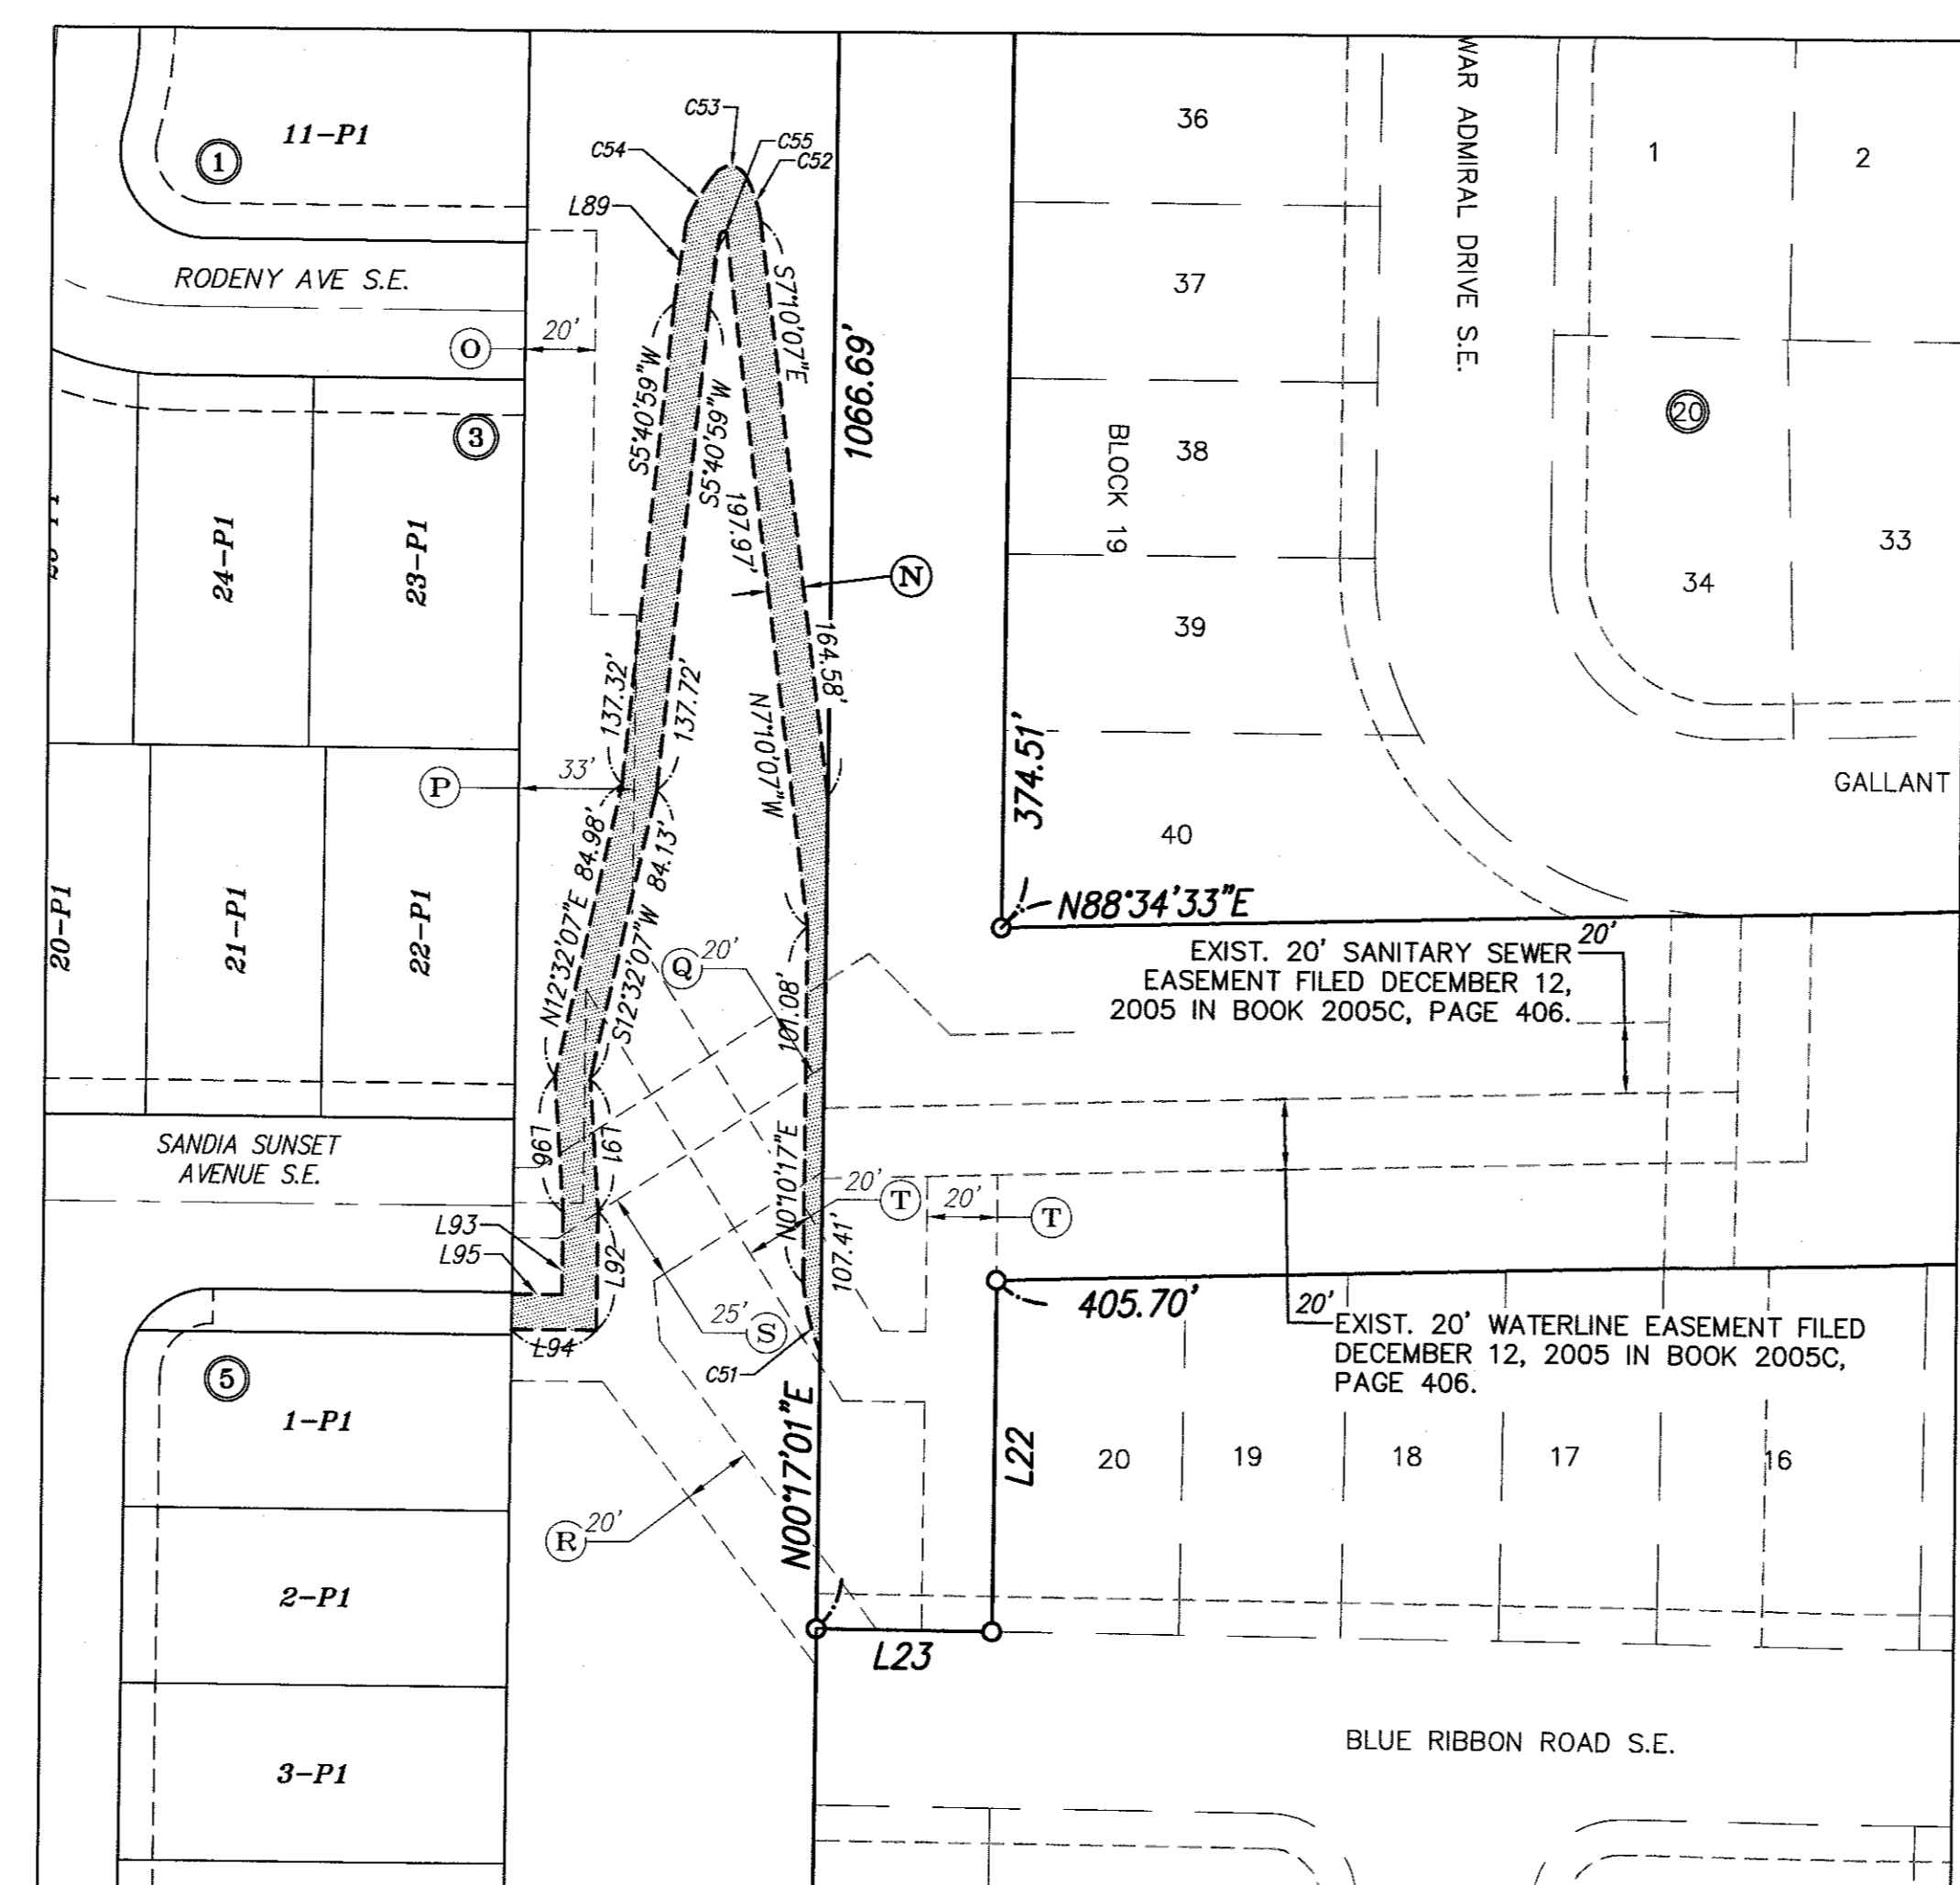 11-P1
1
C53
C54
C55
C52
L89
RODENY AVE S.E.
O
20'
3
S5°40'59"W
S5°40'59"W
S7°10'07"E
197.97'
1066.69'
N
164.58'
N7°10'07"W
137.32'
137.72'
24-P1
23-P1
P
33'
20-P1
21-P1
22-P1
N12°32'07"E 84.98'
S12°32'07"W 84.13'
Q
20'
101.08'
N0°10'17"E
SANDIA SUNSET
AVENUE S.E.
L96
L91
L93
L95
L92
L94
20'
T
20'
T
107.41'
25'
S
C51
5
1-P1
2-P1
3-P1
R
20'
N00°17'01"E
L23
L22
36
37
38
39
40
BLOCK 19
WAR ADMIRAL DRIVE S.E.
1
2
20
33
34
GALLANT
374.51'
N88°34'33"E
EXIST. 20' SANITARY SEWER
EASEMENT FILED DECEMBER 12,
2005 IN BOOK 2005C, PAGE 406.
20'
405.70'
20'
EXIST. 20' WATERLINE EASEMENT FILED
DECEMBER 12, 2005 IN BOOK 2005C,
PAGE 406.
20
19
18
17
16
BLUE RIBBON ROAD S.E.